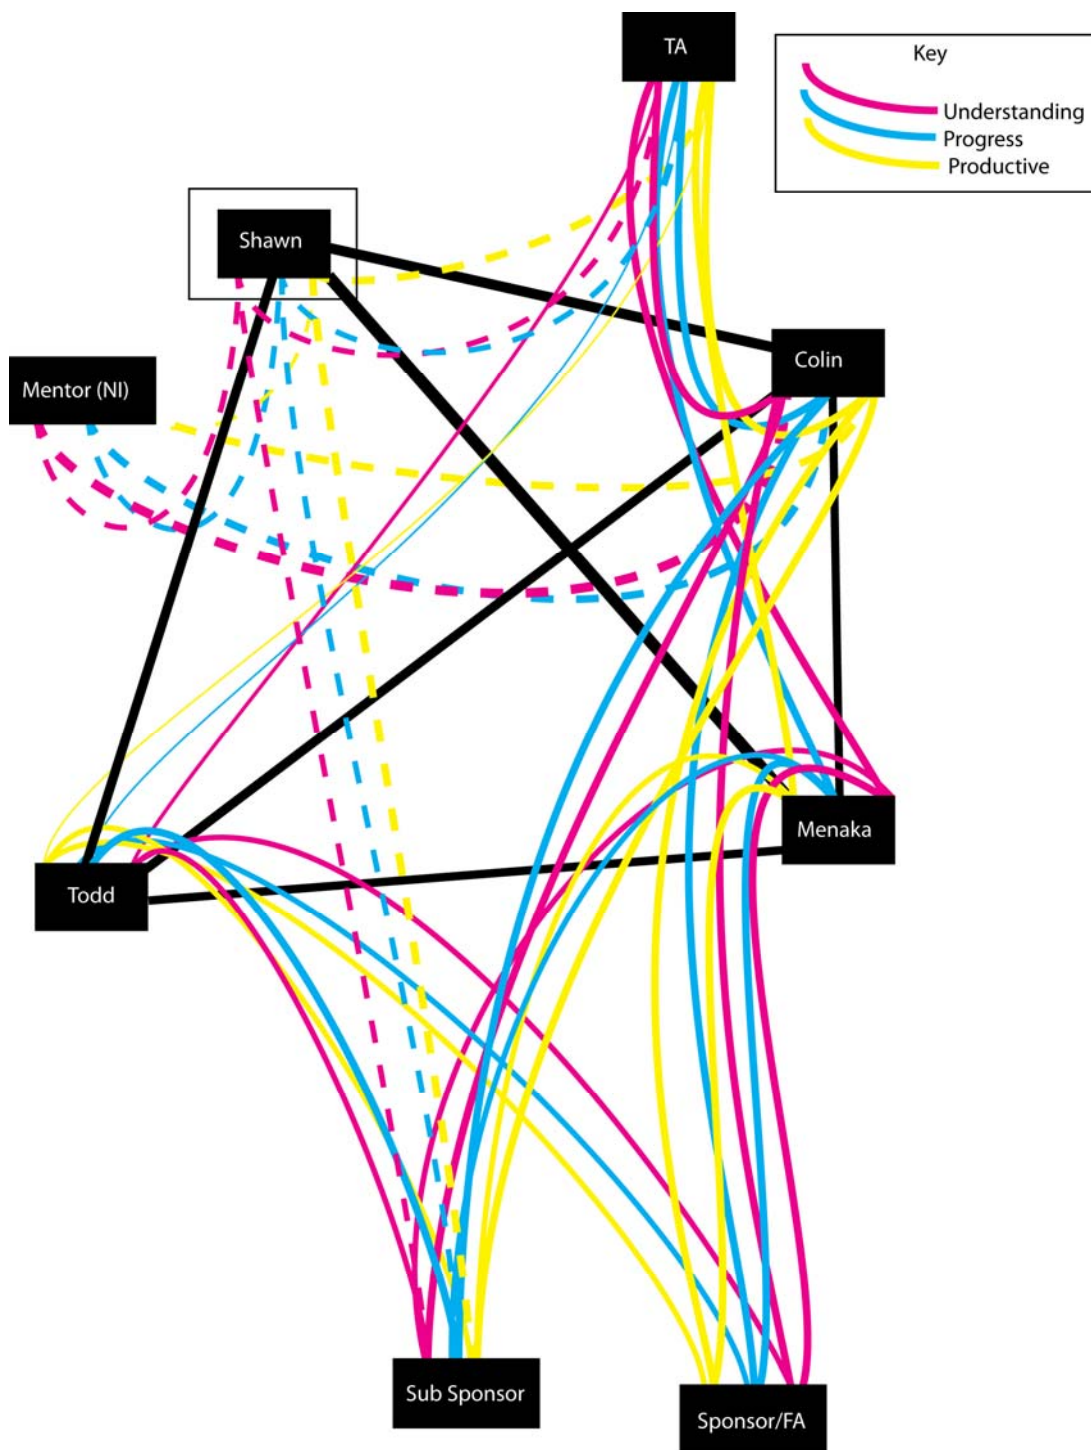 TA
Key
Understanding
Progress
Productive
Shawn
Colin
Mentor (NI)
Menaka
Todd
Sub Sponsor
Sponsor/FA